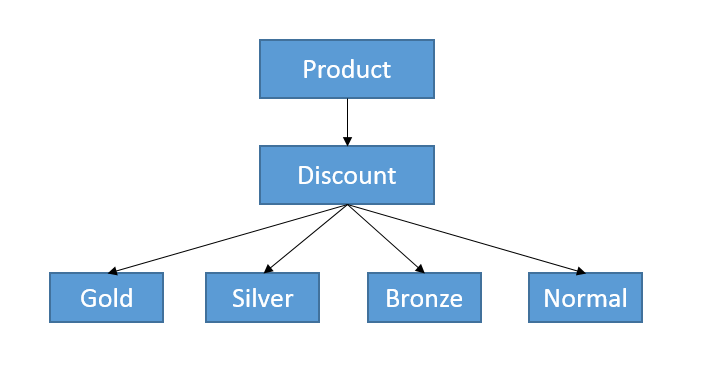 Product
Discount
Gold
Silver
Bronze
Normal